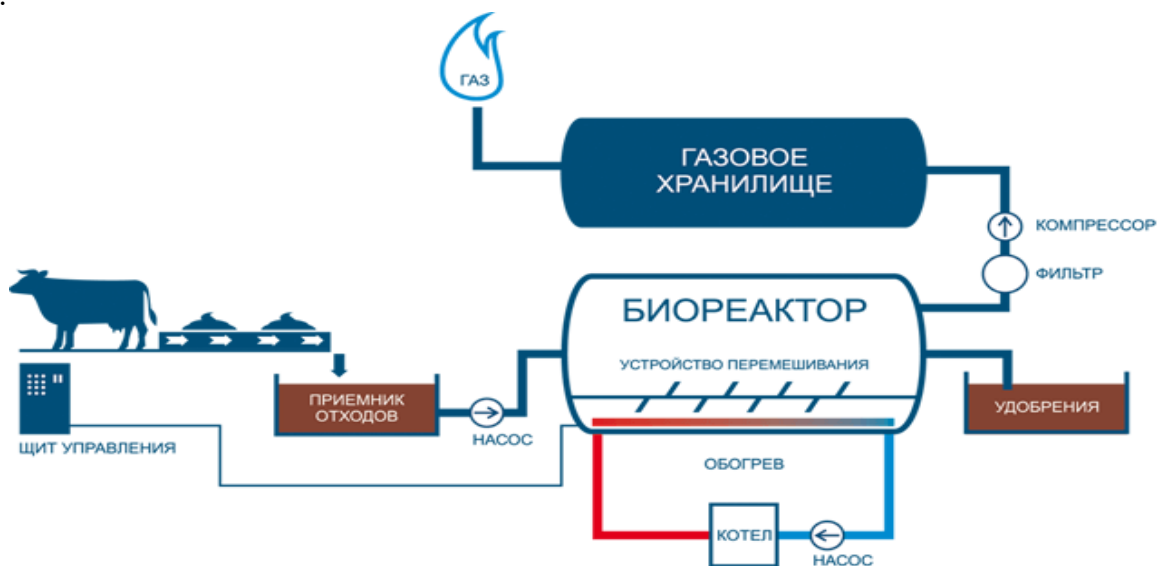 ГАЗ
ГАЗОВОЕ
ХРАНИЛИЩЕ
КОМПРЕССОР
ФИЛЬТР
БИОРЕАКТОР
УСТРОЙСТВО ПЕРЕМЕШИВАНИЯ
ПРИЕМНИК
ОТХОДОВ
НАСОС
УДОБРЕНИЯ
ЩИТ УПРАВЛЕНИЯ
ОБОГРЕВ
КОТЕЛ
НАСОС